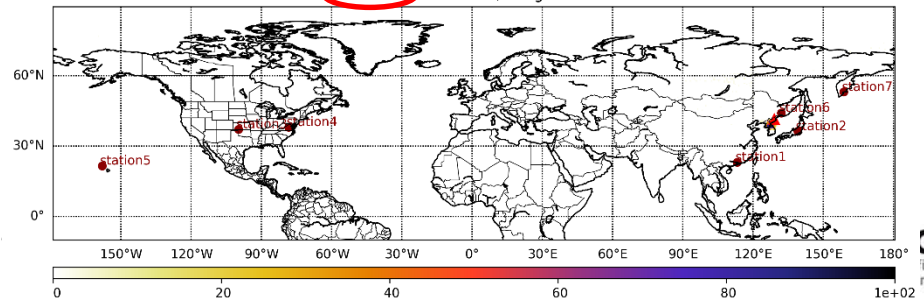 station7
60°N
station6
station4
station2
30°N
station1
station5
0°
150°W 120°W 90°W 60°W 30°W 0° 30°E 60°E 90°E 120°E 150°E 180°
0 20 40 60 80 1e+02